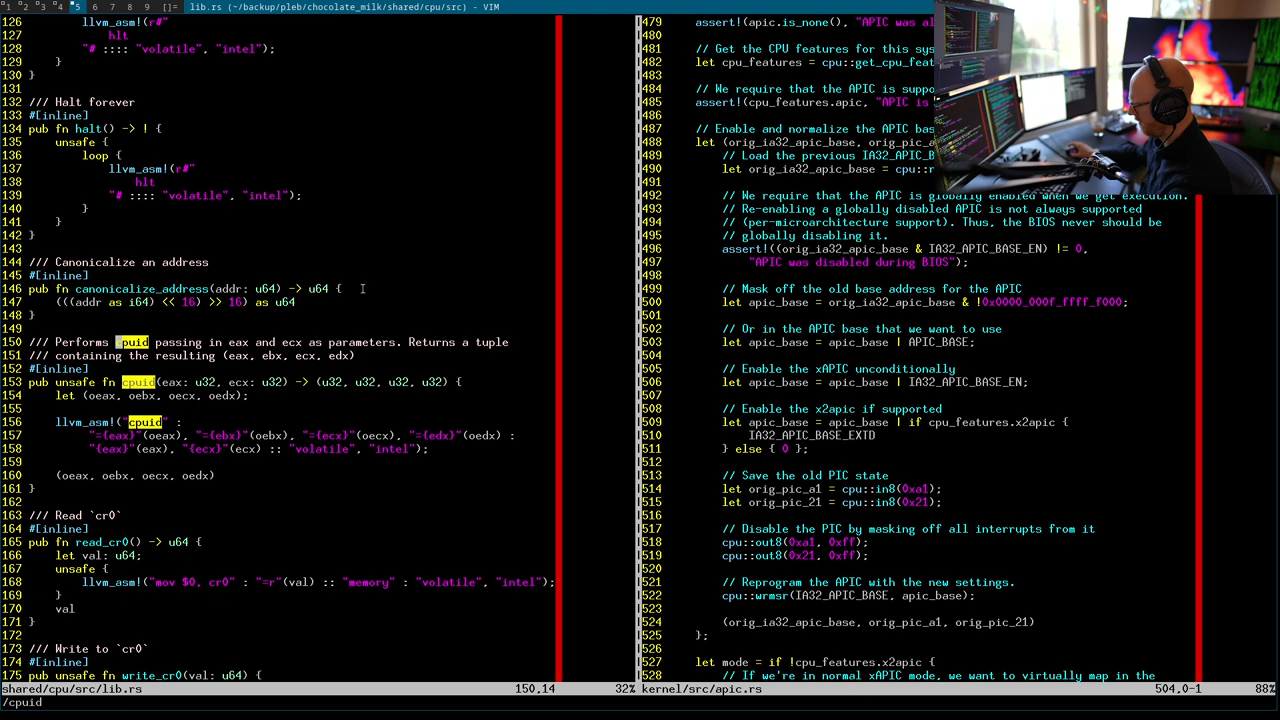 1 2 3 4 5 6 7 8 9 []= lib.rs (~/backup/pleb/chocolate_milk/shared/cpu/src) - VIM
126         llvm_asm!(r#"
127             hlt
128         "# :::: "volatile", "intel");
129     }
130 }
131
132 /// Halt forever
133 #[inline]
134 pub fn halt() -> ! {
135     unsafe {
136         loop {
137             llvm_asm!(r#"
138                 hlt
139             "# :::: "volatile", "intel");
140         }
141     }
142 }
143
144 /// Canonicalize an address
145 #[inline]
146 pub fn canonicalize_address(addr: u64) -> u64 {
147     (((addr as i64) << 16) >> 16) as u64
148 }
149
150 /// Performs cpuid passing in eax and ecx as parameters. Returns a tuple
151 /// containing the resulting (eax, ebx, ecx, edx)
152 #[inline]
153 pub unsafe fn cpuid(eax: u32, ecx: u32) -> (u32, u32, u32, u32) {
154     let (oeax, oebx, oecx, oedx);
155
156     llvm_asm!("cpuid" :
157          "={eax}"(oeax), "={ebx}"(oebx), "={ecx}"(oecx), "={edx}"(oedx) :
158          "{eax}"(eax), "{ecx}"(ecx) :: "volatile", "intel");
159
160     (oeax, oebx, oecx, oedx)
161 }
162
163 /// Read `cr0`
164 #[inline]
165 pub fn read_cr0() -> u64 {
166     let val: u64;
167     unsafe {
168         llvm_asm!("mov $0, cr0" : "=r"(val) :: "memory" : "volatile", "intel");
169     }
170     val
171 }
172
173 /// Write to `cr0`
174 #[inline]
175 pub unsafe fn write_cr0(val: u64) {
shared/cpu/src/lib.rs 150,14 32%
/cpuid
479     assert!(apic.is_none(), "APIC was al
480
481     // Get the CPU features for this sys
482     let cpu_features = cpu::get_cpu_feat
483
484     // We require that the APIC is suppo
485     assert!(cpu_features.apic, "APIC is
486
487     // Enable and normalize the APIC bas
488     let (orig_ia32_apic_base, orig_pic_a
489         // Load the previous IA32_APIC_B
490         let orig_ia32_apic_base = cpu::r
491
492         // We require that the APIC is globally enabled when we get execution.
493         // Re-enabling a globally disabled APIC is not always supported
494         // (per-microarchitecture support). Thus, the BIOS never should be
495         // globally disabling it.
496         assert!((orig_ia32_apic_base & IA32_APIC_BASE_EN) != 0,
497             "APIC was disabled during BIOS");
498
499         // Mask off the old base address for the APIC
500         let apic_base = orig_ia32_apic_base & !0x0000_000f_ffff_f000;
501
502         // Or in the APIC base that we want to use
503         let apic_base = apic_base | APIC_BASE;
504
505         // Enable the xAPIC unconditionally
506         let apic_base = apic_base | IA32_APIC_BASE_EN;
507
508         // Enable the x2apic if supported
509         let apic_base = apic_base | if cpu_features.x2apic {
510             IA32_APIC_BASE_EXTD
511         } else { 0 };
512
513         // Save the old PIC state
514         let orig_pic_a1 = cpu::in8(0xa1);
515         let orig_pic_21 = cpu::in8(0x21);
516
517         // Disable the PIC by masking off all interrupts from it
518         cpu::out8(0xa1, 0xff);
519         cpu::out8(0x21, 0xff);
520
521         // Reprogram the APIC with the new settings.
522         cpu::wrmsr(IA32_APIC_BASE, apic_base);
523
524         (orig_ia32_apic_base, orig_pic_a1, orig_pic_21)
525     };
526
527     let mode = if !cpu_features.x2apic {
528         // If we're in normal xAPIC mode, we want to virtually map in the
kernel/src/apic.rs 504,0-1 88%